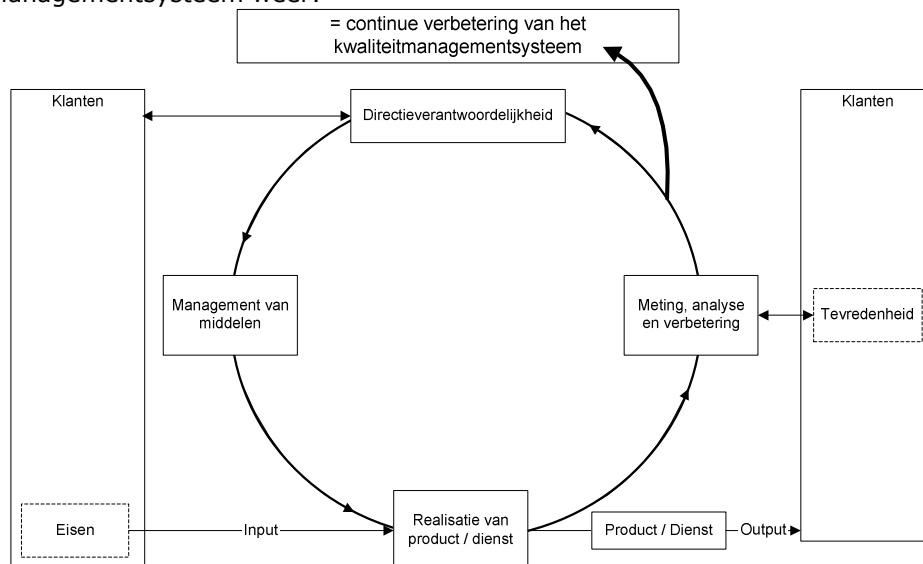 managementsysteem weer:
= continue verbetering van het
kwaliteitmanagementsysteem
Klanten
Directieverantwoordelijkheid
Klanten
Management van
middelen
Meting, analyse
en verbetering
Tevredenheid
Eisen
Input
Realisatie van
product / dienst
Product / Dienst
Output